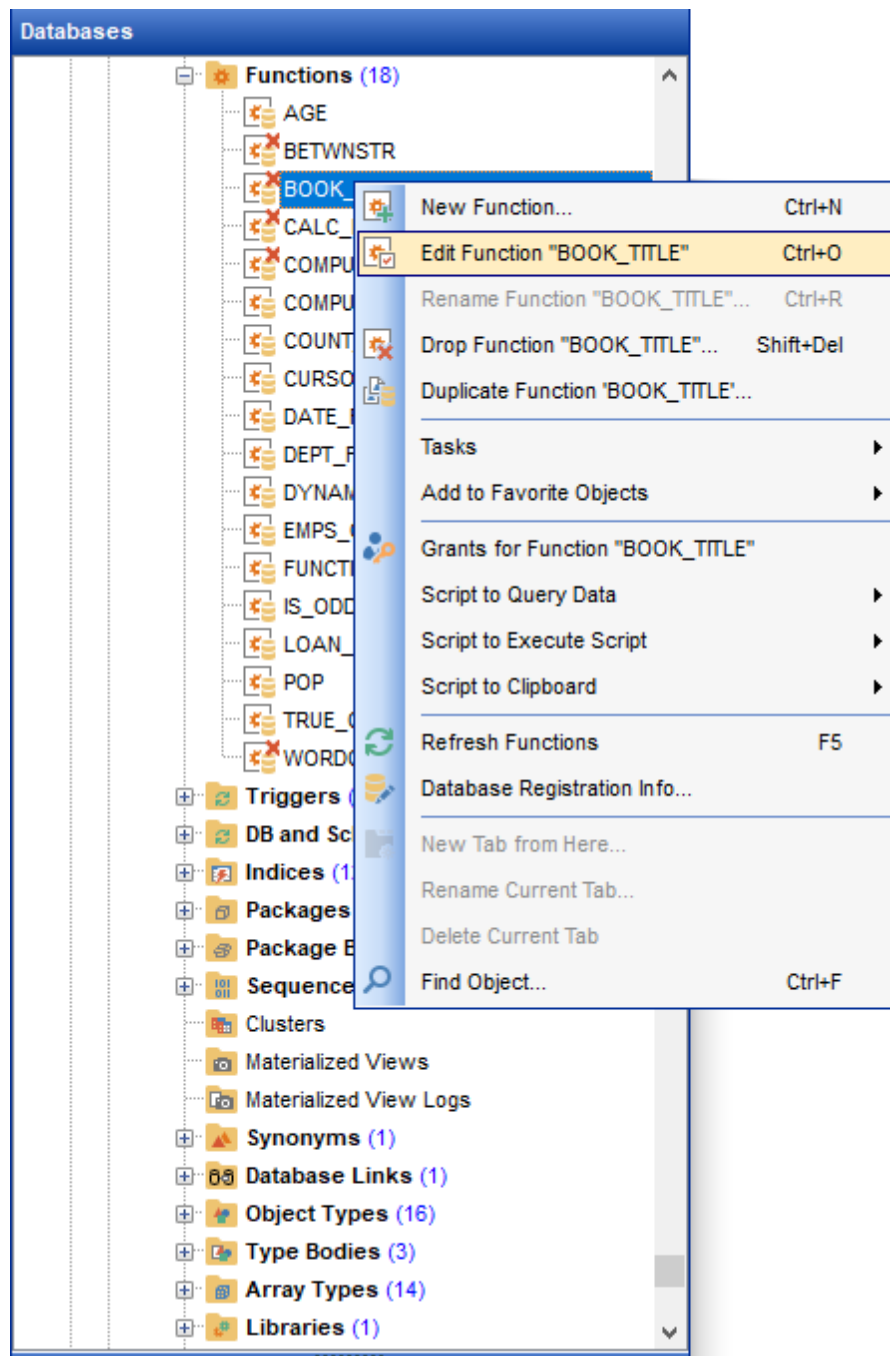 Databases
Functions (18)
AGE
BETWNSTR
BOOK_
CALC_
COMPU
COMPU
COUNT
CURSO
DATE_
DEPT_F
DYNAM
EMPS_
FUNCTI
IS_ODD
LOAN_
POP
TRUE_
WORDC
Triggers
DB and Sc
Indices (1
Packages
Package B
Sequence
Clusters
Materialized Views
Materialized View Logs
Synonyms (1)
Database Links (1)
Object Types (16)
Type Bodies (3)
Array Types (14)
Libraries (1)
New Function... Ctrl+N
Edit Function "BOOK_TITLE" Ctrl+O
Rename Function "BOOK_TITLE"... Ctrl+R
Drop Function "BOOK_TITLE"... Shift+Del
Duplicate Function 'BOOK_TITLE'...
Tasks
Add to Favorite Objects
Grants for Function "BOOK_TITLE"
Script to Query Data
Script to Execute Script
Script to Clipboard
Refresh Functions F5
Database Registration Info...
New Tab from Here...
Rename Current Tab...
Delete Current Tab
Find Object... Ctrl+F